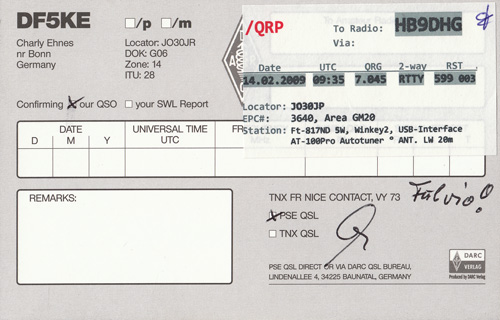 DF5KE □/p □/m
Charly Ehnes
nr Bonn
Germany
Locator: JO30JR
DOK: G06
Zone: 14
ITU: 28
Confirming our QSO □ your SWL Report
/QRP To Radio: HB9DHG
Via:
Date UTC QRG 2-way RST
14.02.2009 09:35 7.045 RTTY 599 003
Locator: JO30JP
EPC#: 3640, Area GM20
Station: Ft-817ND 5W, Winkey2, USB-Interface
AT-100Pro Autotuner ° ANT. LW 20m
DATE UNIVERSAL TIME
D M Y UTC
REMARKS:
TNX FR NICE CONTACT, VY 73 Fulvio!
PSE QSL
□ TNX QSL
PSE QSL DIRECT OR VIA DARC QSL BUREAU,
LINDENALLEE 4, 34225 BAUNATAL, GERMANY
DARC
VERLAG
Produced by DARC Verlag